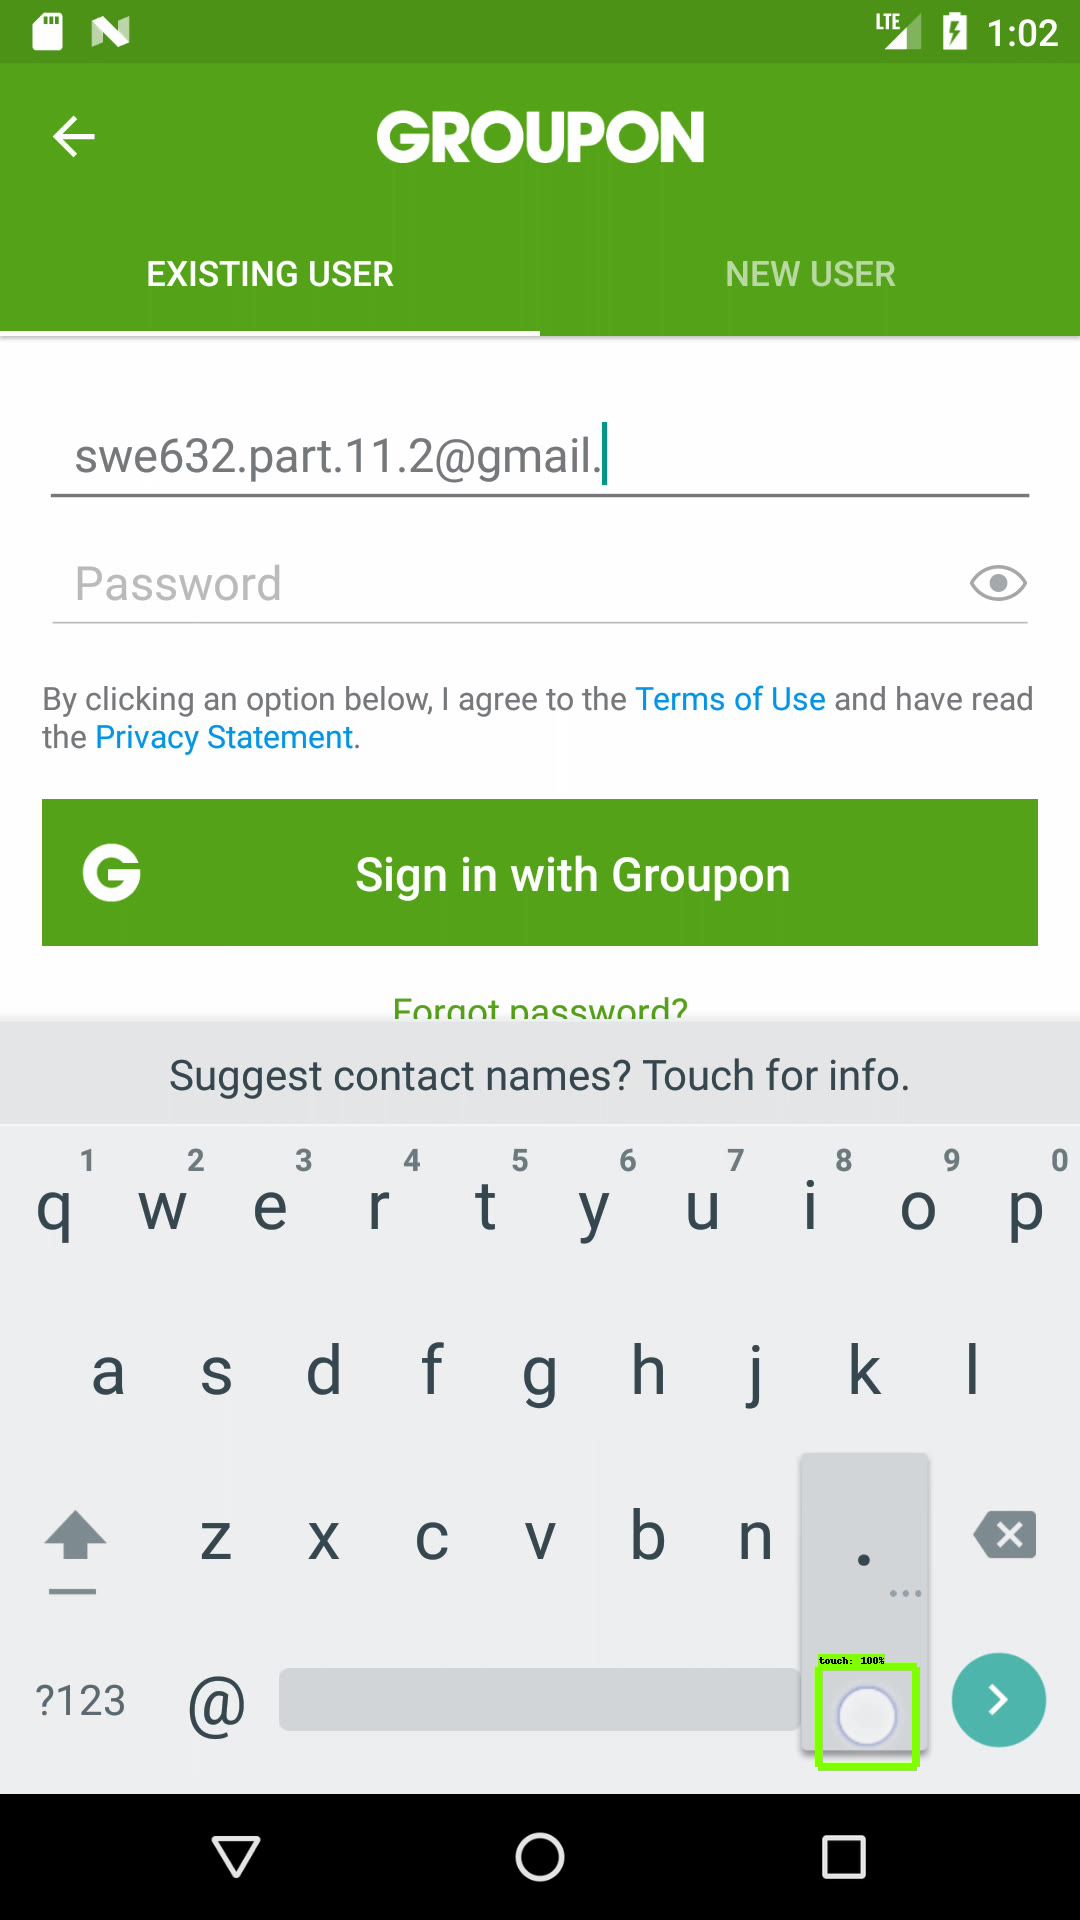 LTE 1:02
GROUPON
EXISTING USER NEW USER
swe632.part.11.2@gmail.
Password
By clicking an option below, I agree to the Terms of Use and have read
the Privacy Statement.
G Sign in with Groupon
Forgot password?
Suggest contact names? Touch for info.
1 2 3 4 5 6 7 8 9 0
q w e r t y u i o p
a s d f g h j k l
z x c v b n .
touch: 100%
?123 @